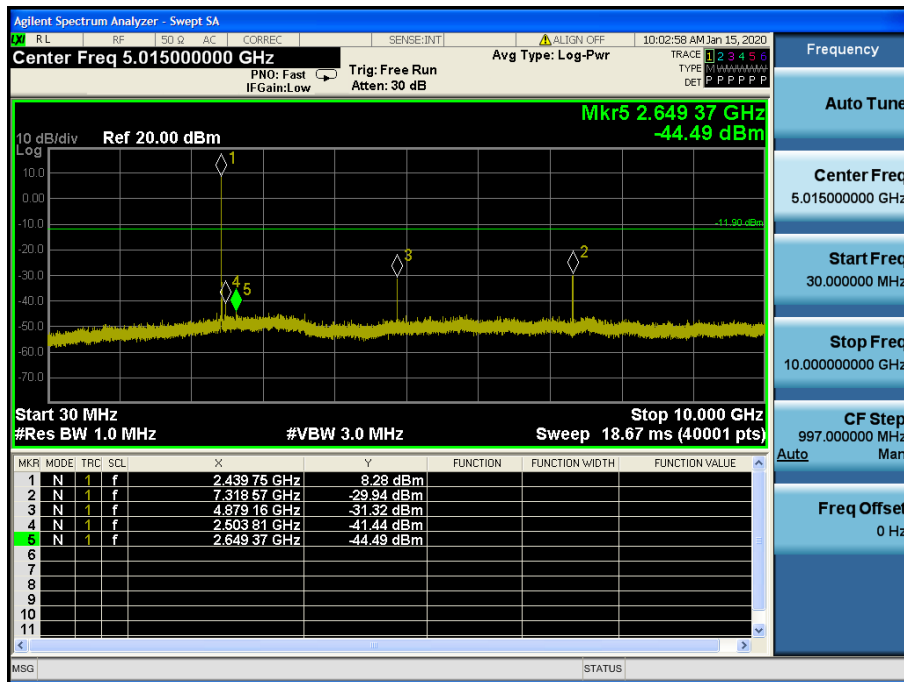 Agilent Spectrum Analyzer - Swept SA
LXI RL RF 50 Ω AC CORREC SENSE:INT ALIGN OFF 10:02:58 AM Jan 15, 2020
Center Freq 5.015000000 GHz
PNO: Fast
IFGain:Low
Trig: Free Run
Atten: 30 dB
Avg Type: Log-Pwr
TRACE 1 2 3 4 5 6
TYPE M W W W W W
DET P P P P P P
Mkr5 2.649 37 GHz
-44.49 dBm
10 dB/div Ref 20.00 dBm
Log
10.0
0.00
-10.0
-20.0
-30.0
-40.0
-50.0
-60.0
-70.0
1
-11.90 dBm
3
2
4
5
Start 30 MHz Stop 10.000 GHz
#Res BW 1.0 MHz #VBW 3.0 MHz Sweep 18.67 ms (40001 pts)
MKR MODE TRC SCL X Y FUNCTION FUNCTION WIDTH FUNCTION VALUE
1 N 1 f 2.439 75 GHz 8.28 dBm
2 N 1 f 7.318 57 GHz -29.94 dBm
3 N 1 f 4.879 16 GHz -31.32 dBm
4 N 1 f 2.503 81 GHz -41.44 dBm
5 N 1 f 2.649 37 GHz -44.49 dBm
6
7
8
9
10
11
MSG STATUS
Frequency
Auto Tune
Center Freq
5.015000000 GHz
Start Freq
30.000000 MHz
Stop Freq
10.000000000 GHz
CF Step
997.000000 MHz
Auto Man
Freq Offset
0 Hz